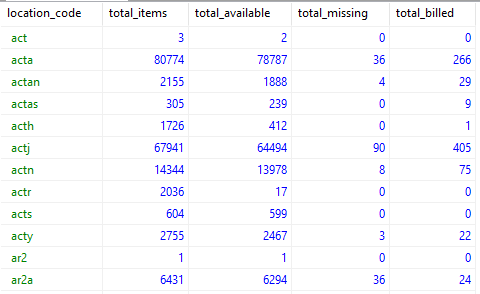 location_code total_items total_available total_missing total_billed
act 3 2 0 0
acta 80774 78787 36 266
actan 2155 1888 4 29
actas 305 239 0 9
acth 1726 412 0 1
actj 67941 64494 90 405
actn 14344 13978 8 75
actr 2036 17 0 0
acts 604 599 0 0
acty 2755 2467 3 22
ar2 1 1 0 0
ar2a 6431 6294 36 24